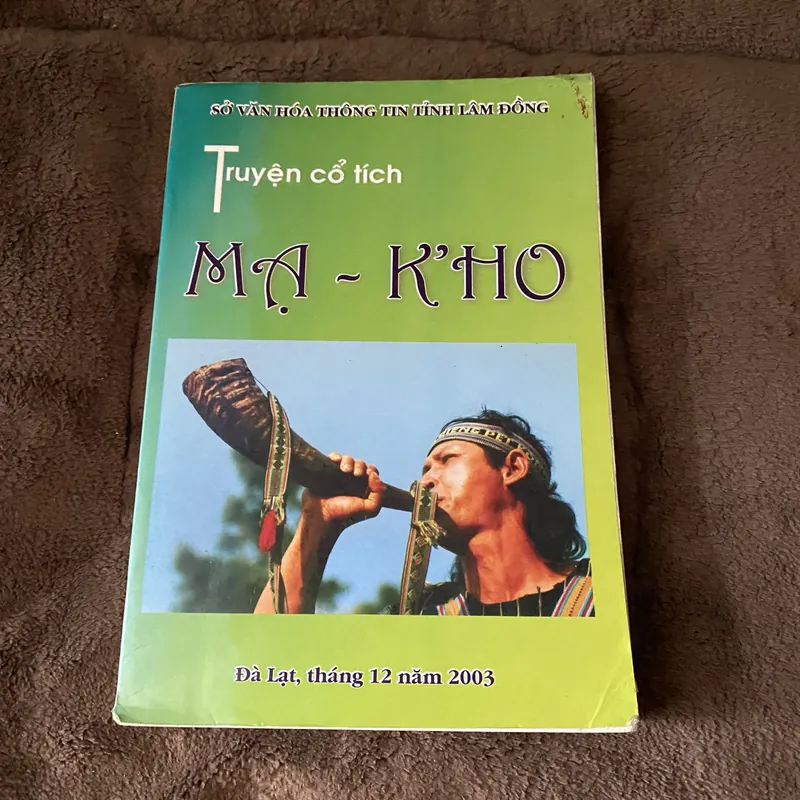 SỞ VĂN HÓA THÔNG TIN TỈNH LÂM ĐỒNG
Truyện cổ tích
MẠ - K'HO
Đà Lạt, tháng 12 năm 2003